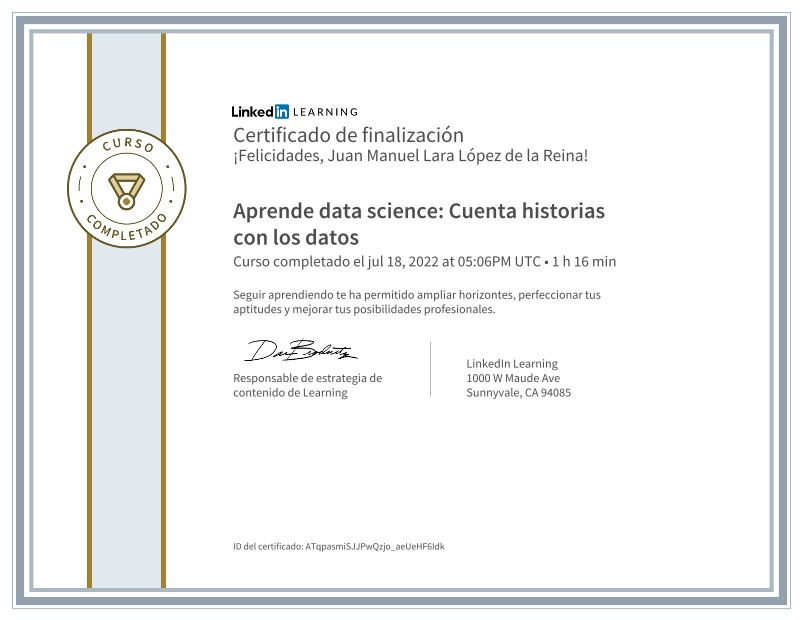 Linked in LEARNING
Certificado de finalización
¡Felicidades, Juan Manuel Lara López de la Reina!
CURSO
COMPLETADO
Aprende data science: Cuenta historias
con los datos
Curso completado el jul 18, 2022 at 05:06PM UTC • 1 h 16 min
Seguir aprendiendo te ha permitido ampliar horizontes, perfeccionar tus
aptitudes y mejorar tus posibilidades profesionales.
Responsable de estrategia de
contenido de Learning
LinkedIn Learning
1000 W Maude Ave
Sunnyvale, CA 94085
ID del certificado: ATqpasmiSJJPwQzjo_aeUeHF6Idk